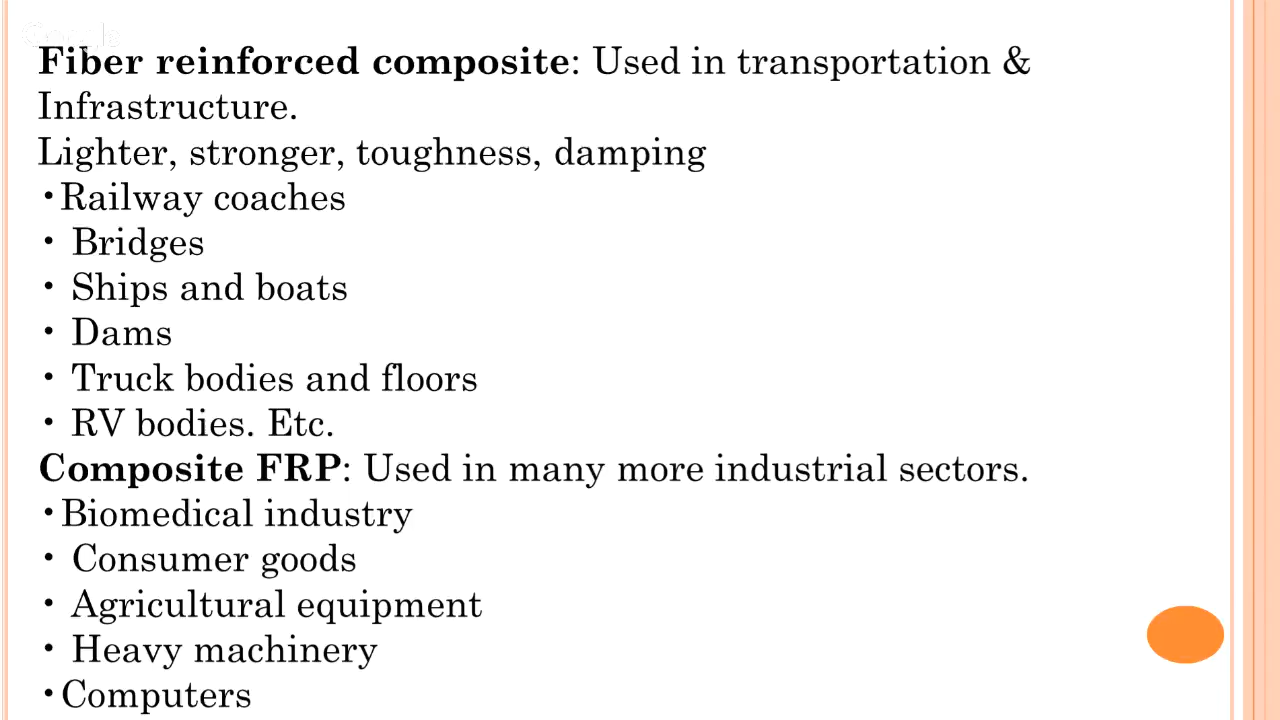 Fiber reinforced composite: Used in transportation &
Infrastructure.
Lighter, stronger, toughness, damping
•Railway coaches
• Bridges
• Ships and boats
• Dams
• Truck bodies and floors
• RV bodies. Etc.
Composite FRP: Used in many more industrial sectors.
•Biomedical industry
• Consumer goods
• Agricultural equipment
• Heavy machinery
•Computers